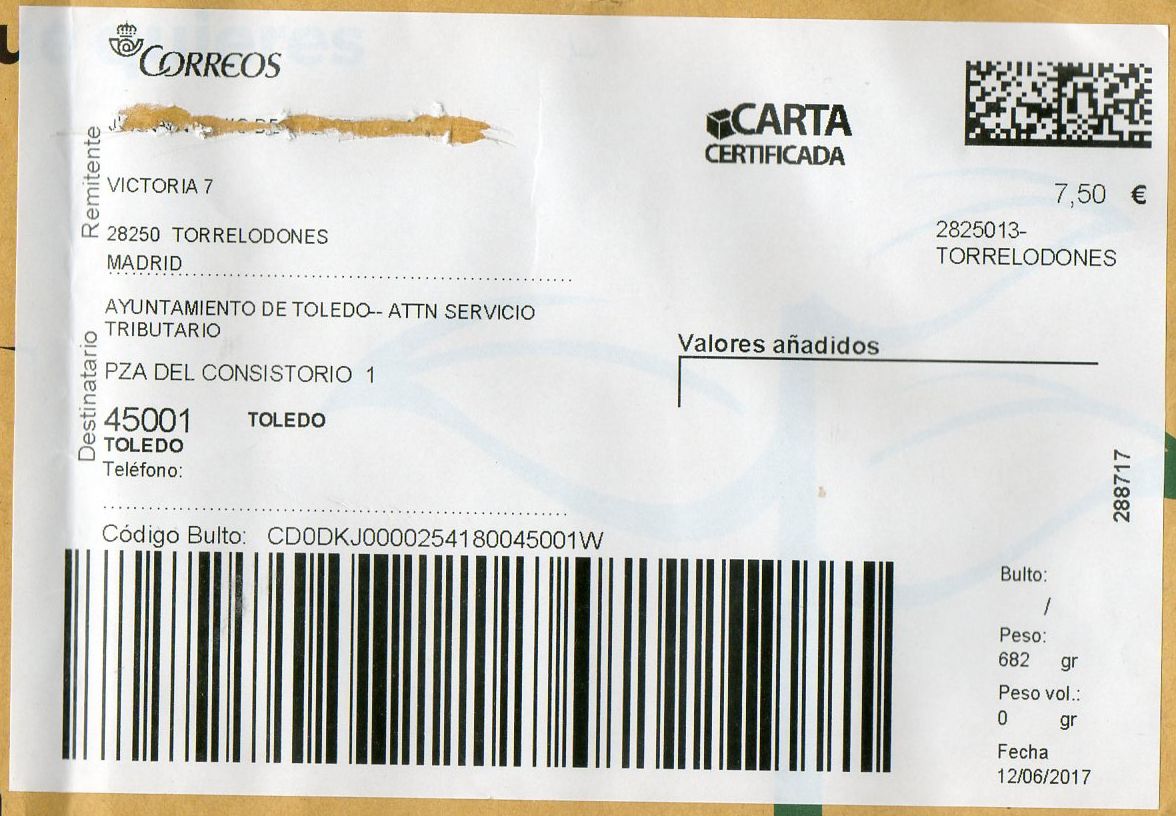 CORREOS
Remitente
VICTORIA 7
28250 TORRELODONES
MADRID
Destinatario
AYUNTAMIENTO DE TOLEDO-- ATTN SERVICIO
TRIBUTARIO
PZA DEL CONSISTORIO 1
45001 TOLEDO
TOLEDO
Teléfono:
Código Bulto: CD0DKJ0000254180045001W
CARTA
CERTIFICADA
7,50 €
2825013-
TORRELODONES
Valores añadidos
288717
Bulto:
/
Peso:
682 gr
Peso vol.:
0 gr
Fecha
12/06/2017